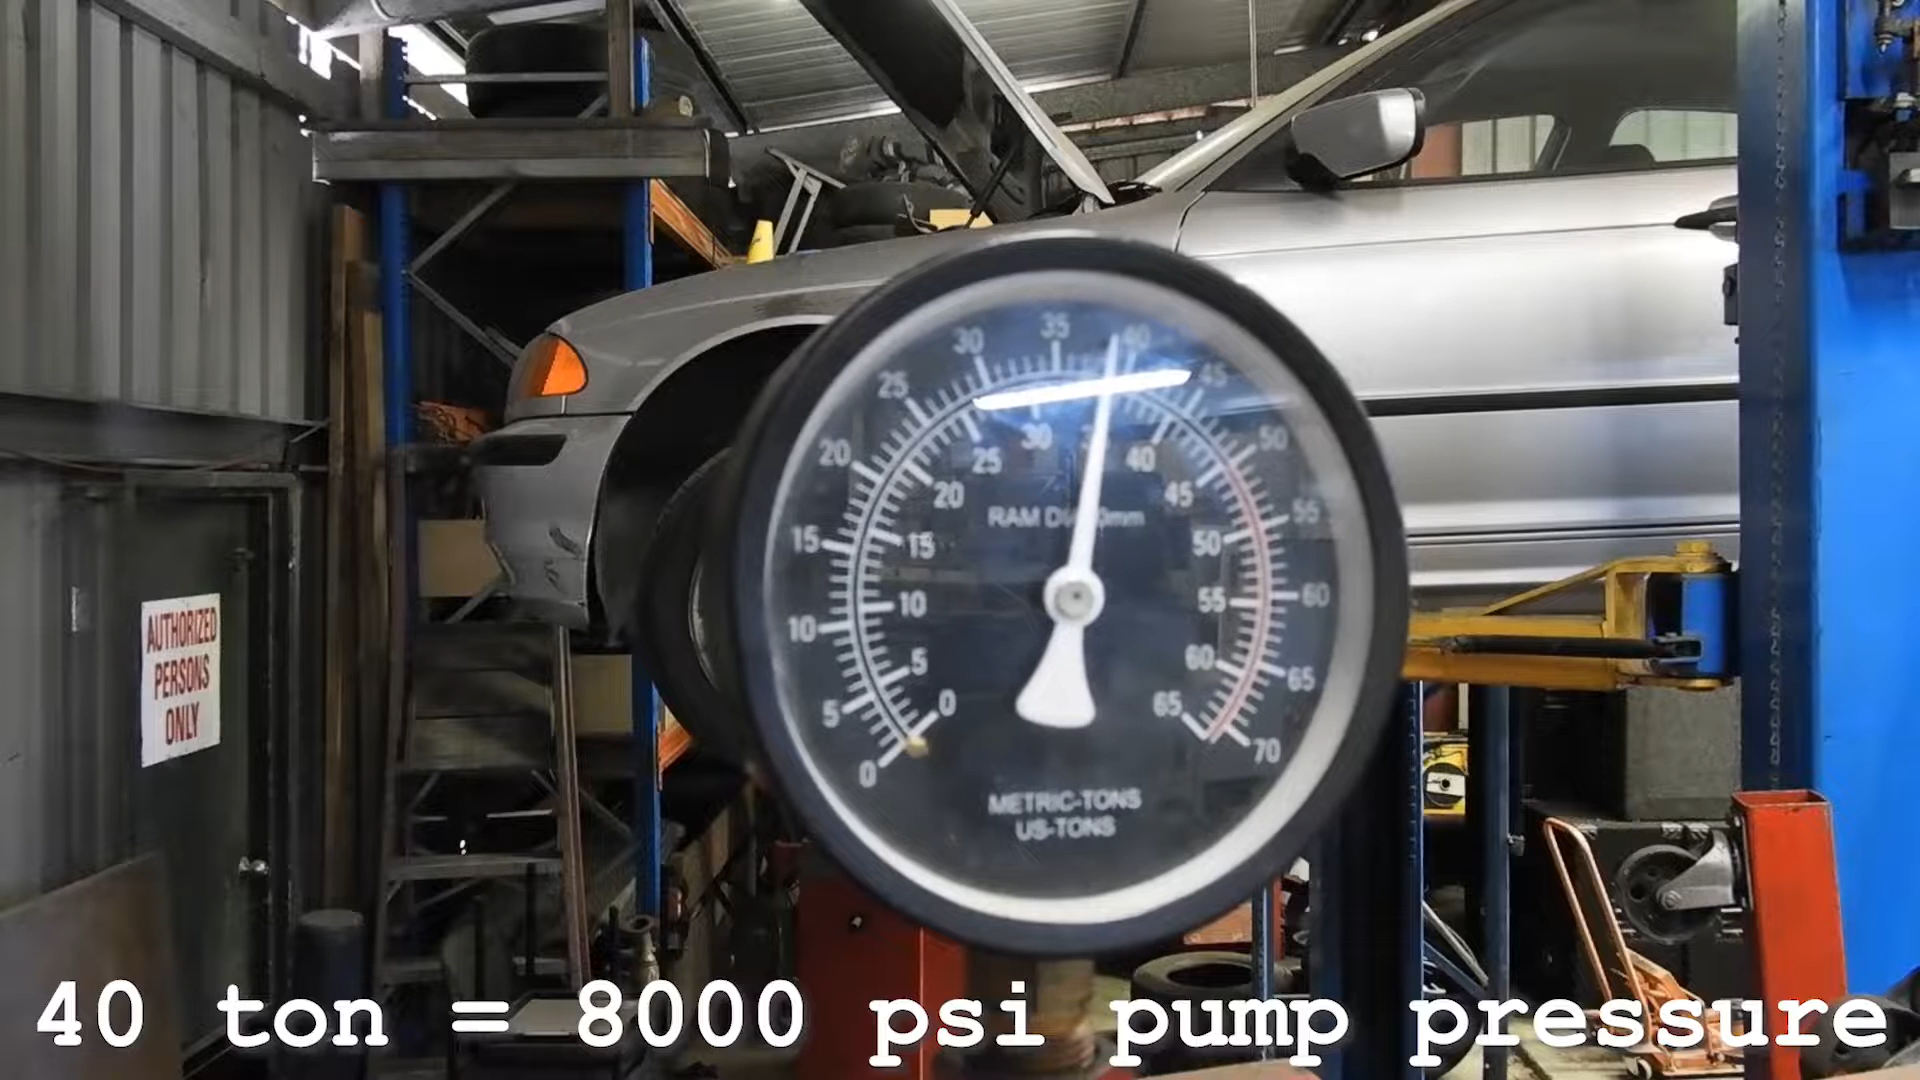 30 35 40
25 45
20 50
15 55
10 60
5 65
0 70
25 30 40
20 45
15 50
10 55
5 60
0 65
RAM
METRIC-TONS
US-TONS
AUTHORIZED
PERSONS
ONLY
40 ton = 8000 psi pump pressure